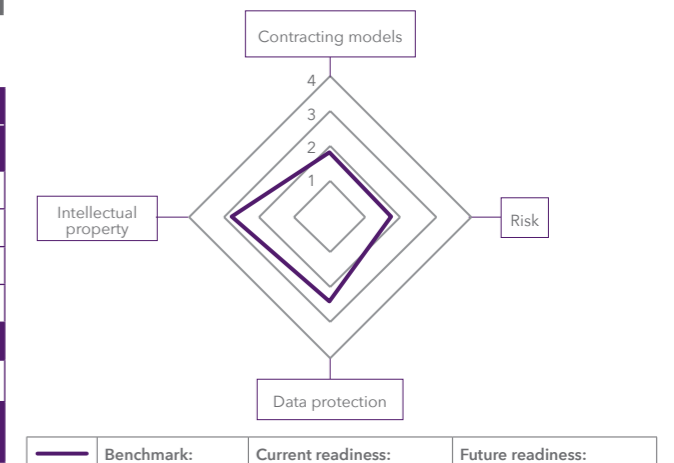 Contracting models
4
3
2
1
Intellectual
property
Risk
Data protection
Benchmark:
Current readiness:
Future readiness: